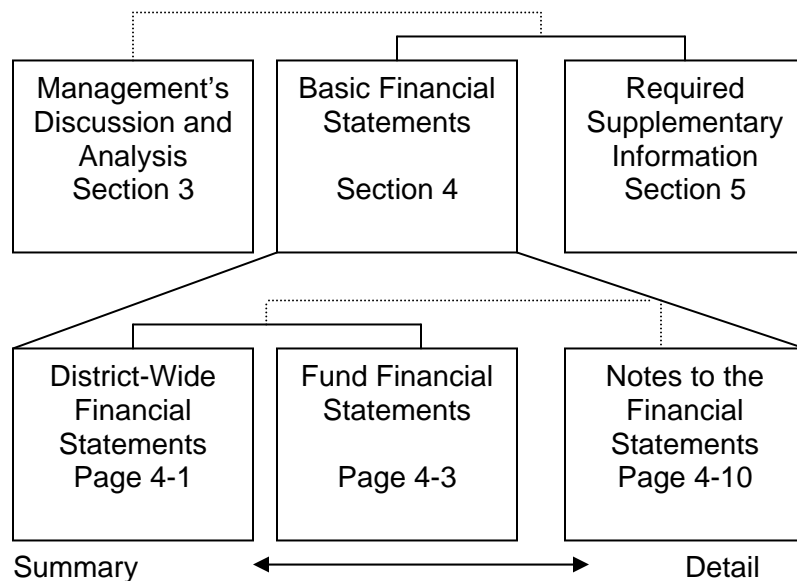 Management’s
Discussion and
Analysis
Section 3
Basic Financial
Statements
Section 4
Required
Supplementary
Information
Section 5
District-Wide
Financial
Statements
Page 4-1
Fund Financial
Statements
Page 4-3
Notes to the
Financial
Statements
Page 4-10
Summary
Detail